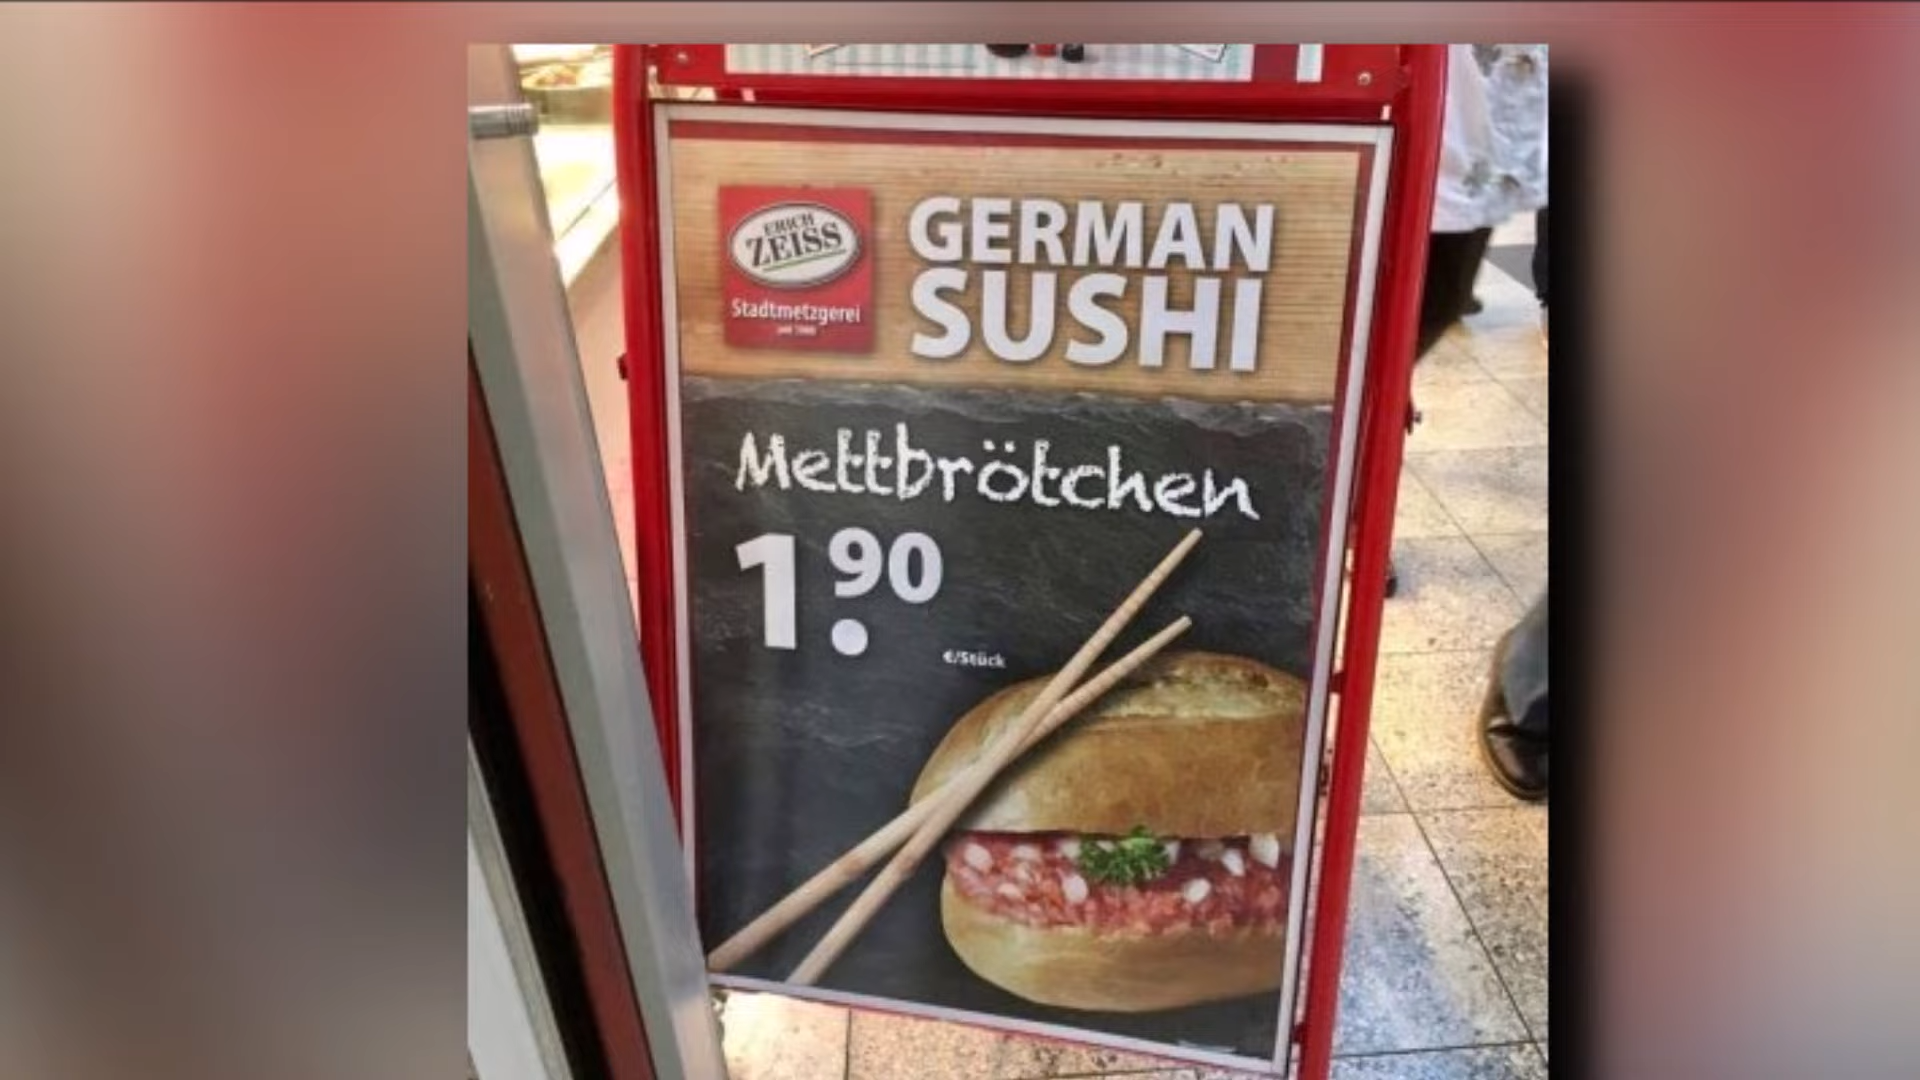 ERICH
ZEISS
Stadtmetzgerei
GERMAN
SUSHI
Mettbrötchen
1.90
€/Stück